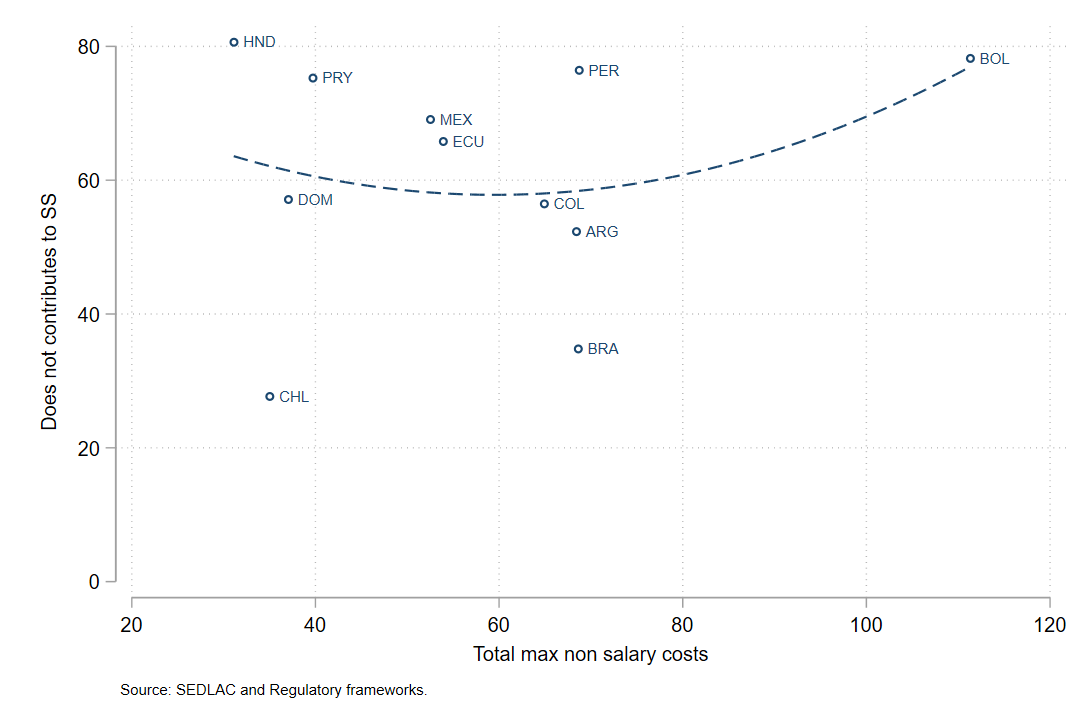 80
HND
BOL
PER
PRY
MEX
ECU
60
DOM
COL
ARG
40
BRA
CHL
20
0
Does not contributes to SS
20 40 60 80 100 120
Total max non salary costs
Source: SEDLAC and Regulatory frameworks.